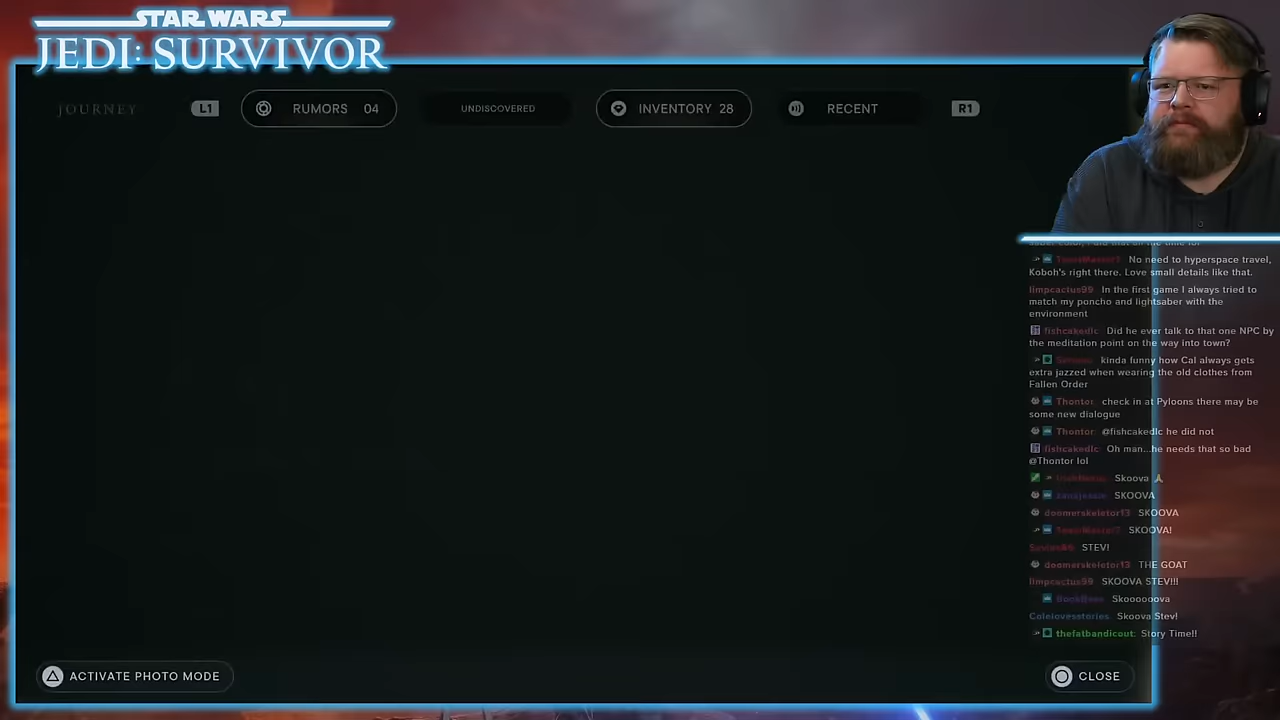 STAR WARS
JEDI: SURVIVOR
JOURNEY
L1
RUMORS 04
UNDISCOVERED
INVENTORY 28
RECENT
R1
No need to hyperspace travel,
Koboh's right there. Love small details like that.
limpcactus99 In the first game I always tried to
match my poncho and lightsaber with the
environment
fishcakedlc: Did he ever talk to that one NPC by
the meditation point on the way into town?
kinda funny how Cal always gets
extra jazzed when wearing the old clothes from
Fallen Order
Thontor: check in at Pyloons there may be
some new dialogue
Thontor: @fishcakedlc he did not
fishcakedlc: Oh man...he needs that so bad
@Thontor lol
Skoova
SKOOVA
doomerskeletor13 SKOOVA
SKOOVA!
STEV!
doomerskeletor13 THE GOAT
limpcactus99 SKOOVA STEV!!!
Skoooooova
Colelovesstories Skoova Stev!
thefatbandicout: Story Time!!
ACTIVATE PHOTO MODE
CLOSE